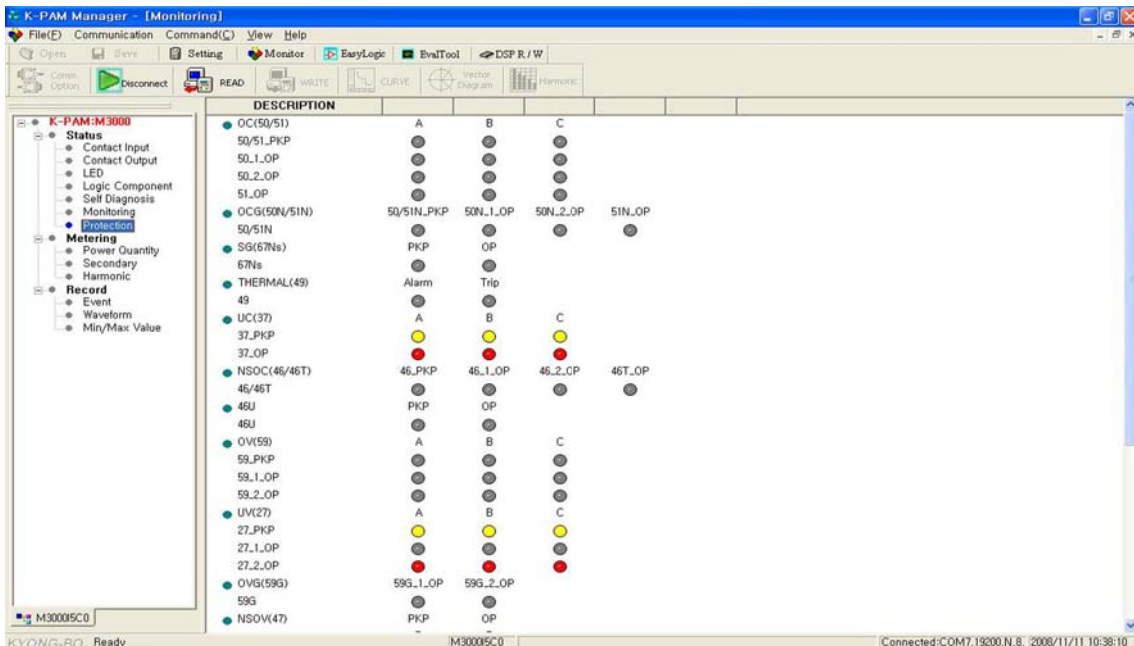 K-PAM Manager - [Monitoring]
File(F) Communication Command(C) View Help
Open Save Setting Monitor EasyLogic EvalTool DSP R / W
Comm. Option Disconnect READ WRITE CURVE Vector Diagram Harmonic
DESCRIPTION
K-PAM:M3000
Status
Contact Input
Contact Output
LED
Logic Component
Self Diagnosis
Monitoring
Protection
Metering
Power Quantity
Secondary
Harmonic
Record
Event
Waveform
Min/Max Value
OC(50/51) A B C
50/51_PKP
50_1_OP
50_2_OP
51_OP
OCG(50N/51N) 50/51N_PKP 50N_1_OP 50N_2_OP 51N_OP
50/51N
SG(67Ns) PKP OP
67Ns
THERMAL(49) Alarm Trip
49
UC(37) A B C
37_PKP
37_OP
NSOC(46/46T) 46_PKP 46_1_OP 46_2_OP 46T_OP
46/46T
46U PKP OP
46U
OV(59) A B C
59_PKP
59_1_OP
59_2_OP
UV(27) A B C
27_PKP
27_1_OP
27_2_OP
OVG(59G) 59G_1_OP 59G_2_OP
59G
NSOV(47) PKP OP
M3000I5C0
KYONG-BO Ready M3000I5C0 Connected:COM7,19200,N,8, 2008/11/11 10:38:10